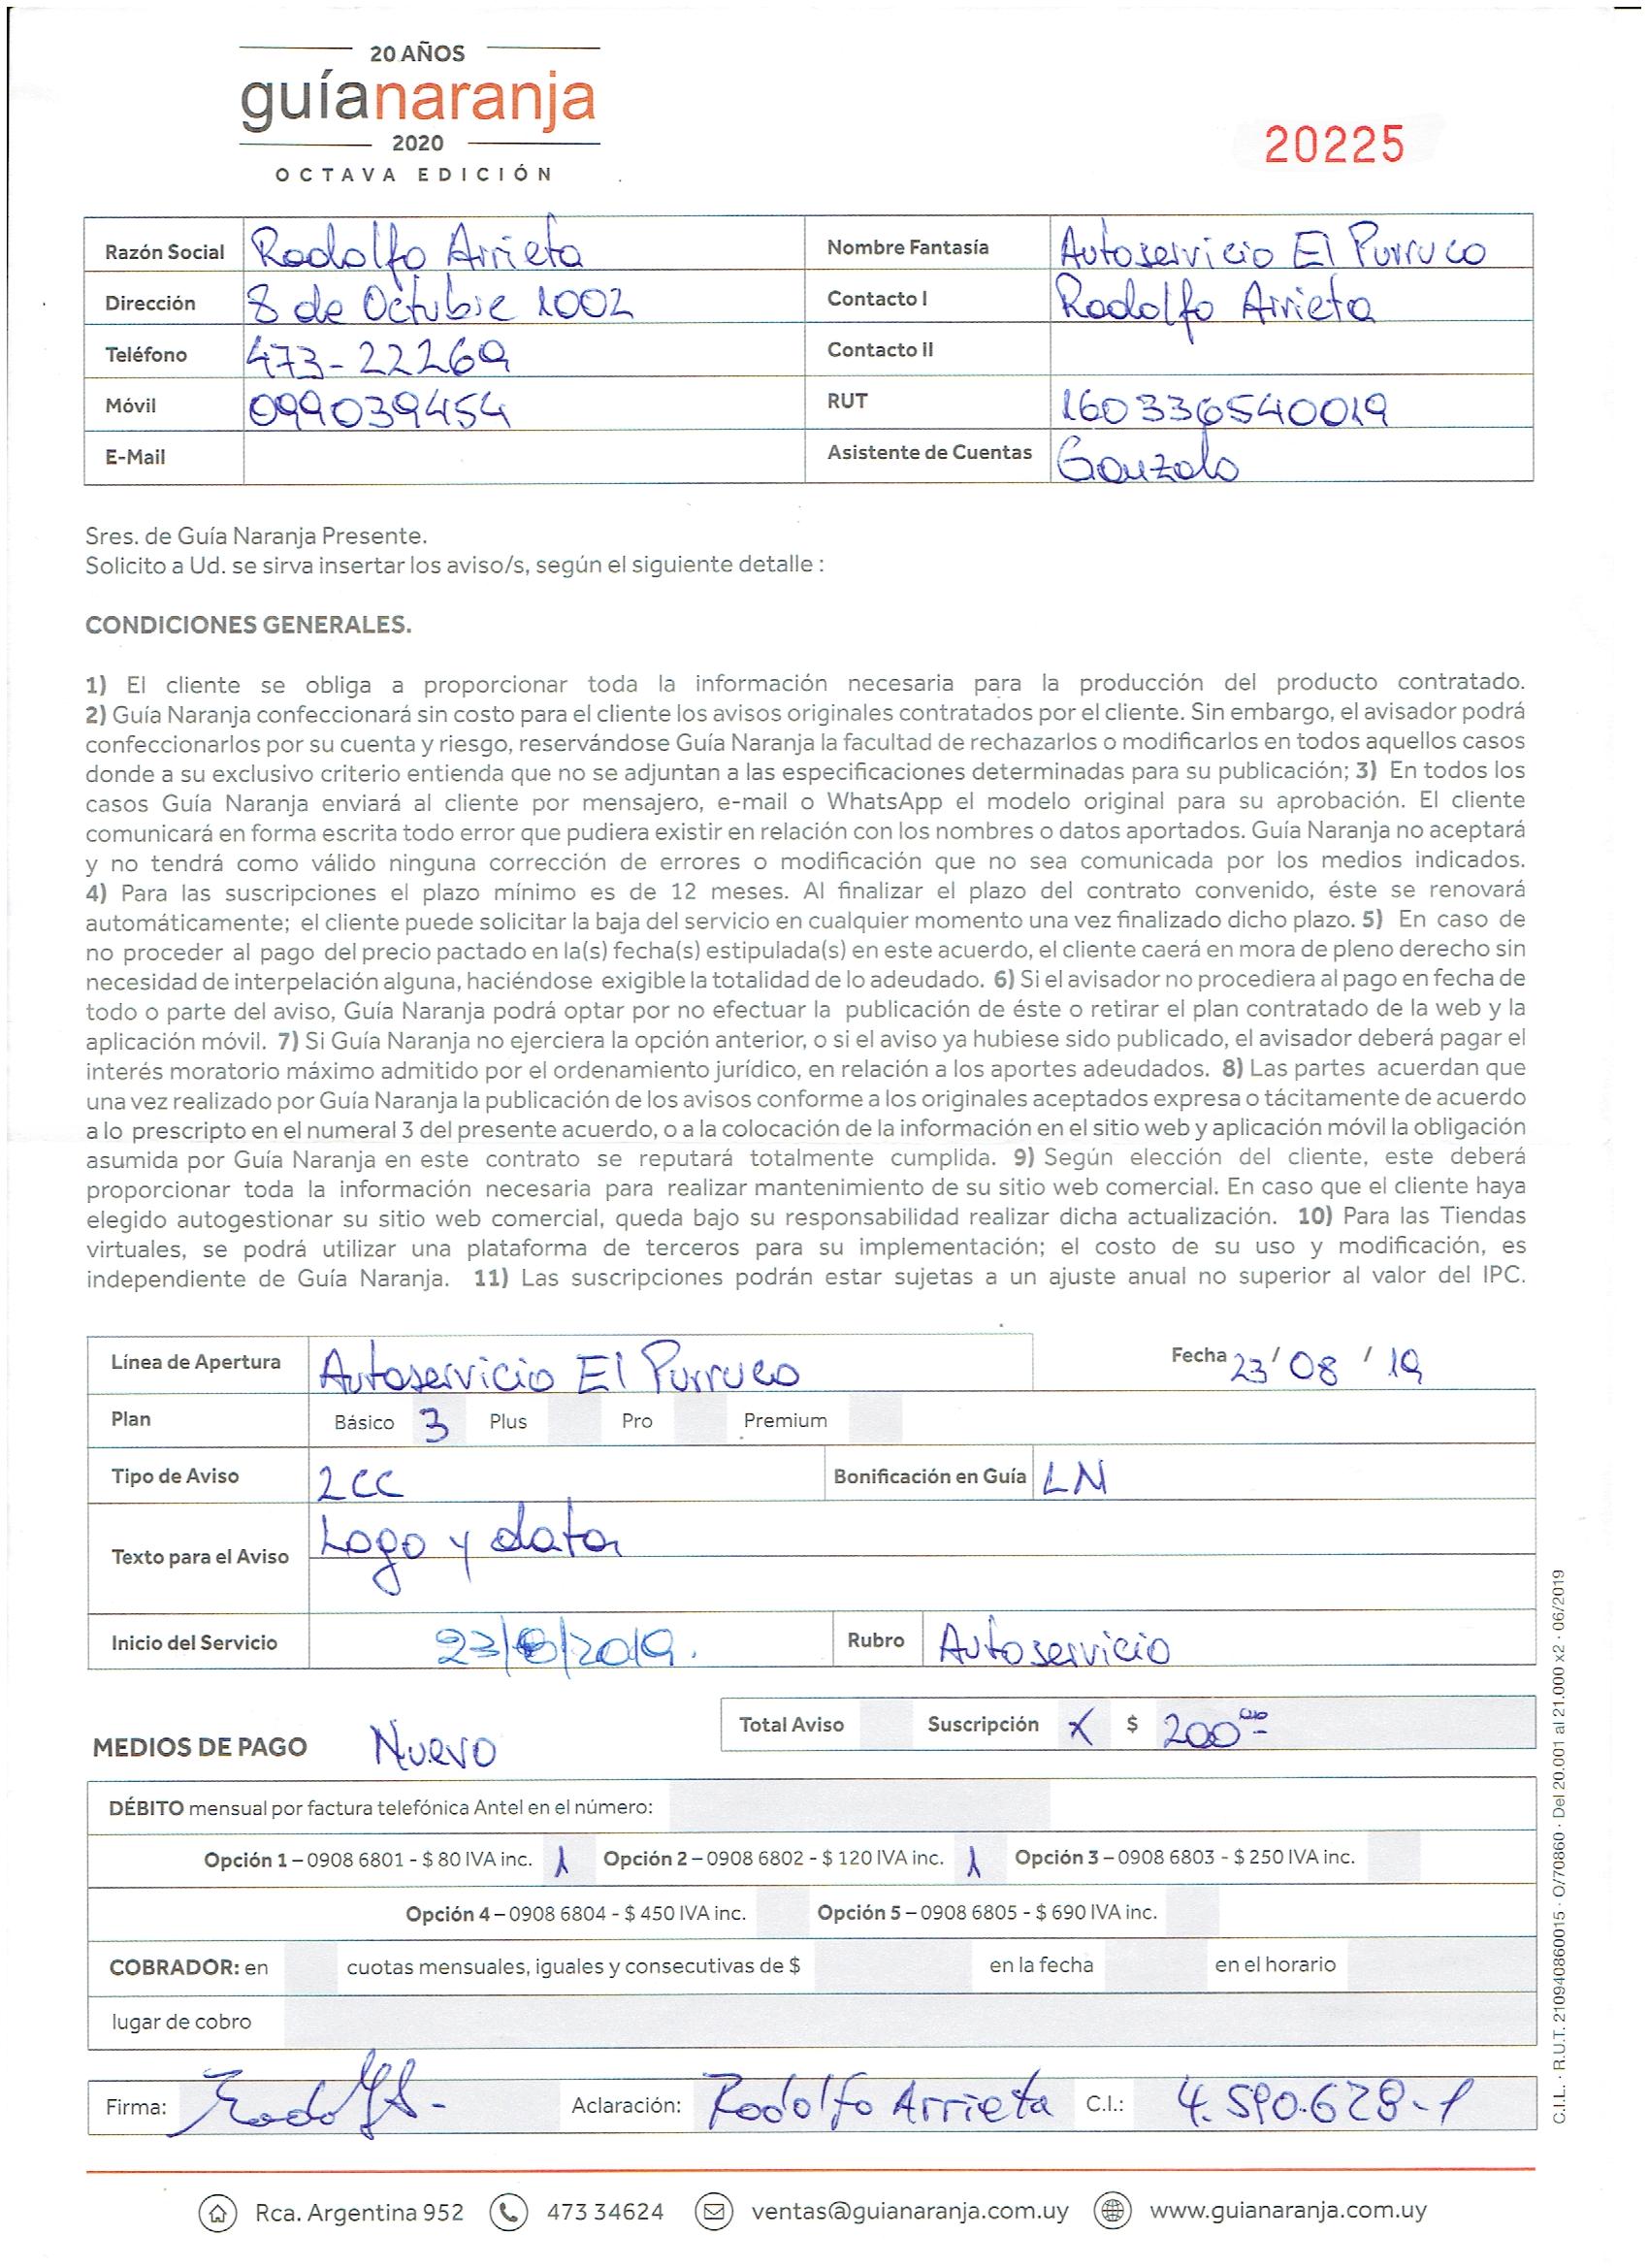 20 AÑOS
guíanaranja
2020
OCTAVA EDICIÓN
20225
Razón Social Rodolfo Arrieta Nombre Fantasía Autoservicio El Purruco
Dirección 8 de Octubre 1002 Contacto I Rodolfo Arrieta
Teléfono 473-22269 Contacto II
Móvil 099039454 RUT 160336540019
E-Mail Asistente de Cuentas Gonzalo
Sres. de Guía Naranja Presente.
Solicito a Ud. se sirva insertar los aviso/s, según el siguiente detalle :
CONDICIONES GENERALES.
1) El cliente se obliga a proporcionar toda la información necesaria para la producción del producto contratado.
2) Guía Naranja confeccionará sin costo para el cliente los avisos originales contratados por el cliente. Sin embargo, el avisador podrá
confeccionarlos por su cuenta y riesgo, reservándose Guía Naranja la facultad de rechazarlos o modificarlos en todos aquellos casos
donde a su exclusivo criterio entienda que no se adjuntan a las especificaciones determinadas para su publicación; 3) En todos los
casos Guía Naranja enviará al cliente por mensajero, e-mail o WhatsApp el modelo original para su aprobación. El cliente
comunicará en forma escrita todo error que pudiera existir en relación con los nombres o datos aportados. Guía Naranja no aceptará
y no tendrá como válido ninguna corrección de errores o modificación que no sea comunicada por los medios indicados.
4) Para las suscripciones el plazo mínimo es de 12 meses. Al finalizar el plazo del contrato convenido, éste se renovará
automáticamente; el cliente puede solicitar la baja del servicio en cualquier momento una vez finalizado dicho plazo. 5) En caso de
no proceder al pago del precio pactado en la(s) fecha(s) estipulada(s) en este acuerdo, el cliente caerá en mora de pleno derecho sin
necesidad de interpelación alguna, haciéndose exigible la totalidad de lo adeudado. 6) Si el avisador no procediera al pago en fecha de
todo o parte del aviso, Guía Naranja podrá optar por no efectuar la publicación de éste o retirar el plan contratado de la web y la
aplicación móvil. 7) Si Guía Naranja no ejerciera la opción anterior, o si el aviso ya hubiese sido publicado, el avisador deberá pagar el
interés moratorio máximo admitido por el ordenamiento jurídico, en relación a los aportes adeudados. 8) Las partes acuerdan que
una vez realizado por Guía Naranja la publicación de los avisos conforme a los originales aceptados expresa o tácitamente de acuerdo
a lo prescripto en el numeral 3 del presente acuerdo, o a la colocación de la información en el sitio web y aplicación móvil la obligación
asumida por Guía Naranja en este contrato se reputará totalmente cumplida. 9) Según elección del cliente, este deberá
proporcionar toda la información necesaria para realizar mantenimiento de su sitio web comercial. En caso que el cliente haya
elegido autogestionar su sitio web comercial, queda bajo su responsabilidad realizar dicha actualización. 10) Para las Tiendas
virtuales, se podrá utilizar una plataforma de terceros para su implementación; el costo de su uso y modificación, es
independiente de Guía Naranja. 11) Las suscripciones podrán estar sujetas a un ajuste anual no superior al valor del IPC.
Línea de Apertura Autoservicio El Purruco Fecha 23/ 08 / 19
Plan Básico 3 Plus Pro Premium
Tipo de Aviso 2CC Bonificación en Guía LN
Texto para el Aviso Logo y data
Inicio del Servicio 23/8/2019. Rubro Autoservicio
Total Aviso Suscripción X $ 200
MEDIOS DE PAGO Nuevo
DÉBITO mensual por factura telefónica Antel en el número:
Opción 1 – 0908 6801 - $ 80 IVA inc. 1 Opción 2 – 0908 6802 - $ 120 IVA inc. 1 Opción 3 – 0908 6803 - $ 250 IVA inc.
Opción 4 – 0908 6804 - $ 450 IVA inc. Opción 5 – 0908 6805 - $ 690 IVA inc.
COBRADOR: en cuotas mensuales, iguales y consecutivas de $ en la fecha en el horario
lugar de cobro
Firma: Aclaración: Rodolfo Arrieta C.I.: 4.590.628-1
Rca. Argentina 952 473 34624 ventas@guianaranja.com.uy www.guianaranja.com.uy
C.I.L. · R.U.T. 210940860015 · O/70860 · Del 20.001 al 21.000 x2 · 06/2019